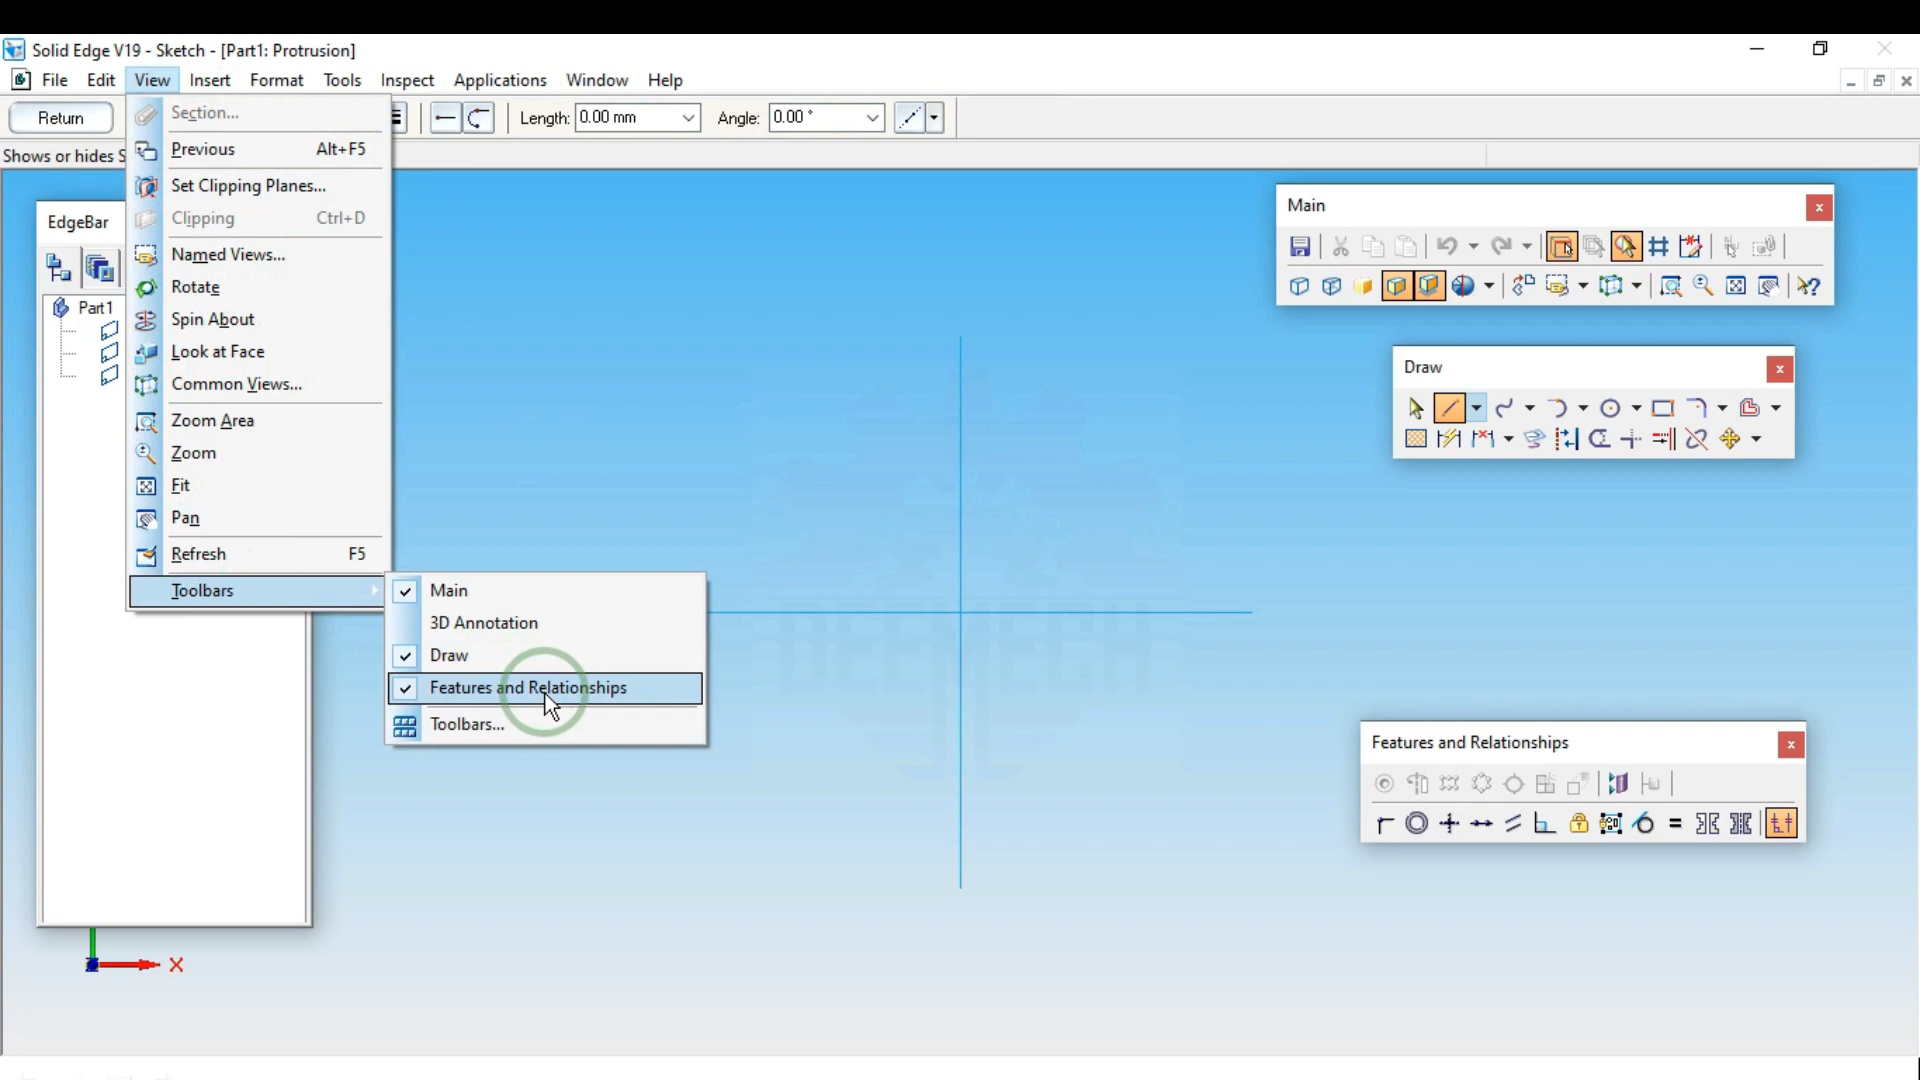 Solid Edge V19 - Sketch - [Part1: Protrusion]
File Edit View Insert Format Tools Inspect Applications Window Help
Return
Length: 0.00 mm
Angle: 0.00 °
Shows or hides S
EdgeBar
Part1
Section...
Previous Alt+F5
Set Clipping Planes...
Clipping Ctrl+D
Named Views...
Rotate
Spin About
Look at Face
Common Views...
Zoom Area
Zoom
Fit
Pan
Refresh F5
Toolbars
Main
3D Annotation
Draw
Features and Relationships
Toolbars...
Main
Draw
Features and Relationships
X